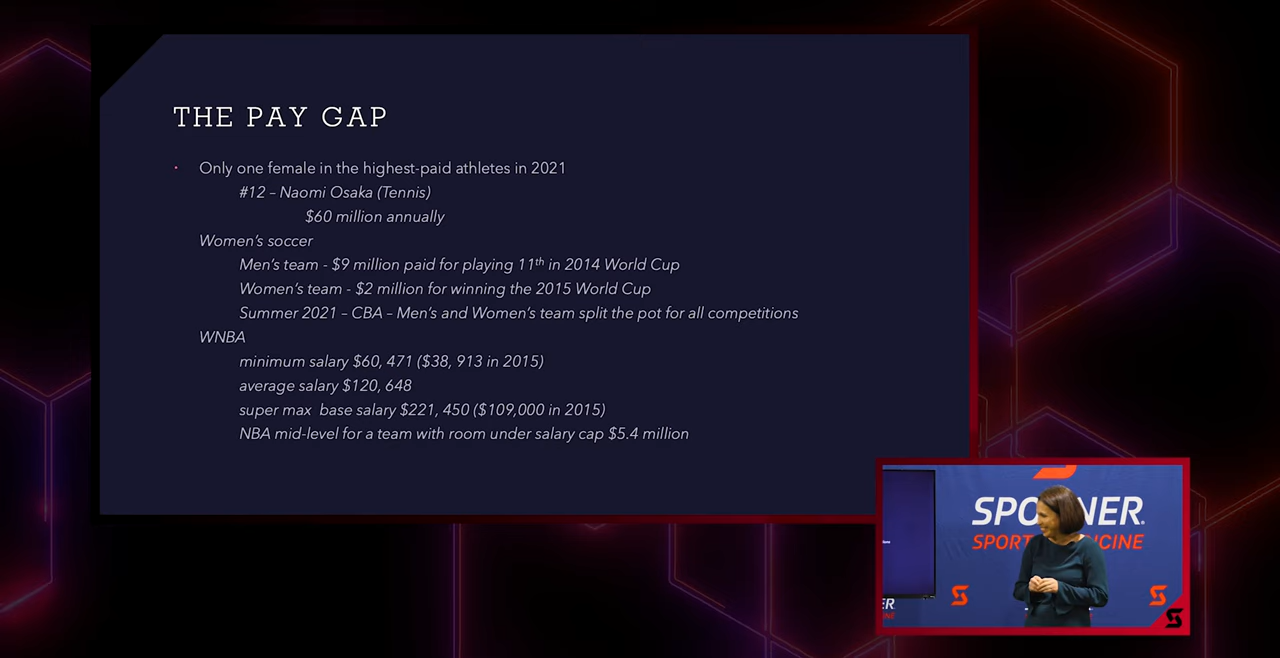 THE PAY GAP
• Only one female in the highest-paid athletes in 2021
#12 – Naomi Osaka (Tennis)
$60 million annually
Women's soccer
Men's team - $9 million paid for playing 11th in 2014 World Cup
Women's team - $2 million for winning the 2015 World Cup
Summer 2021 – CBA – Men's and Women's team split the pot for all competitions
WNBA
minimum salary $60, 471 ($38, 913 in 2015)
average salary $120, 648
super max  base salary $221, 450 ($109,000 in 2015)
NBA mid-level for a team with room under salary cap $5.4 million